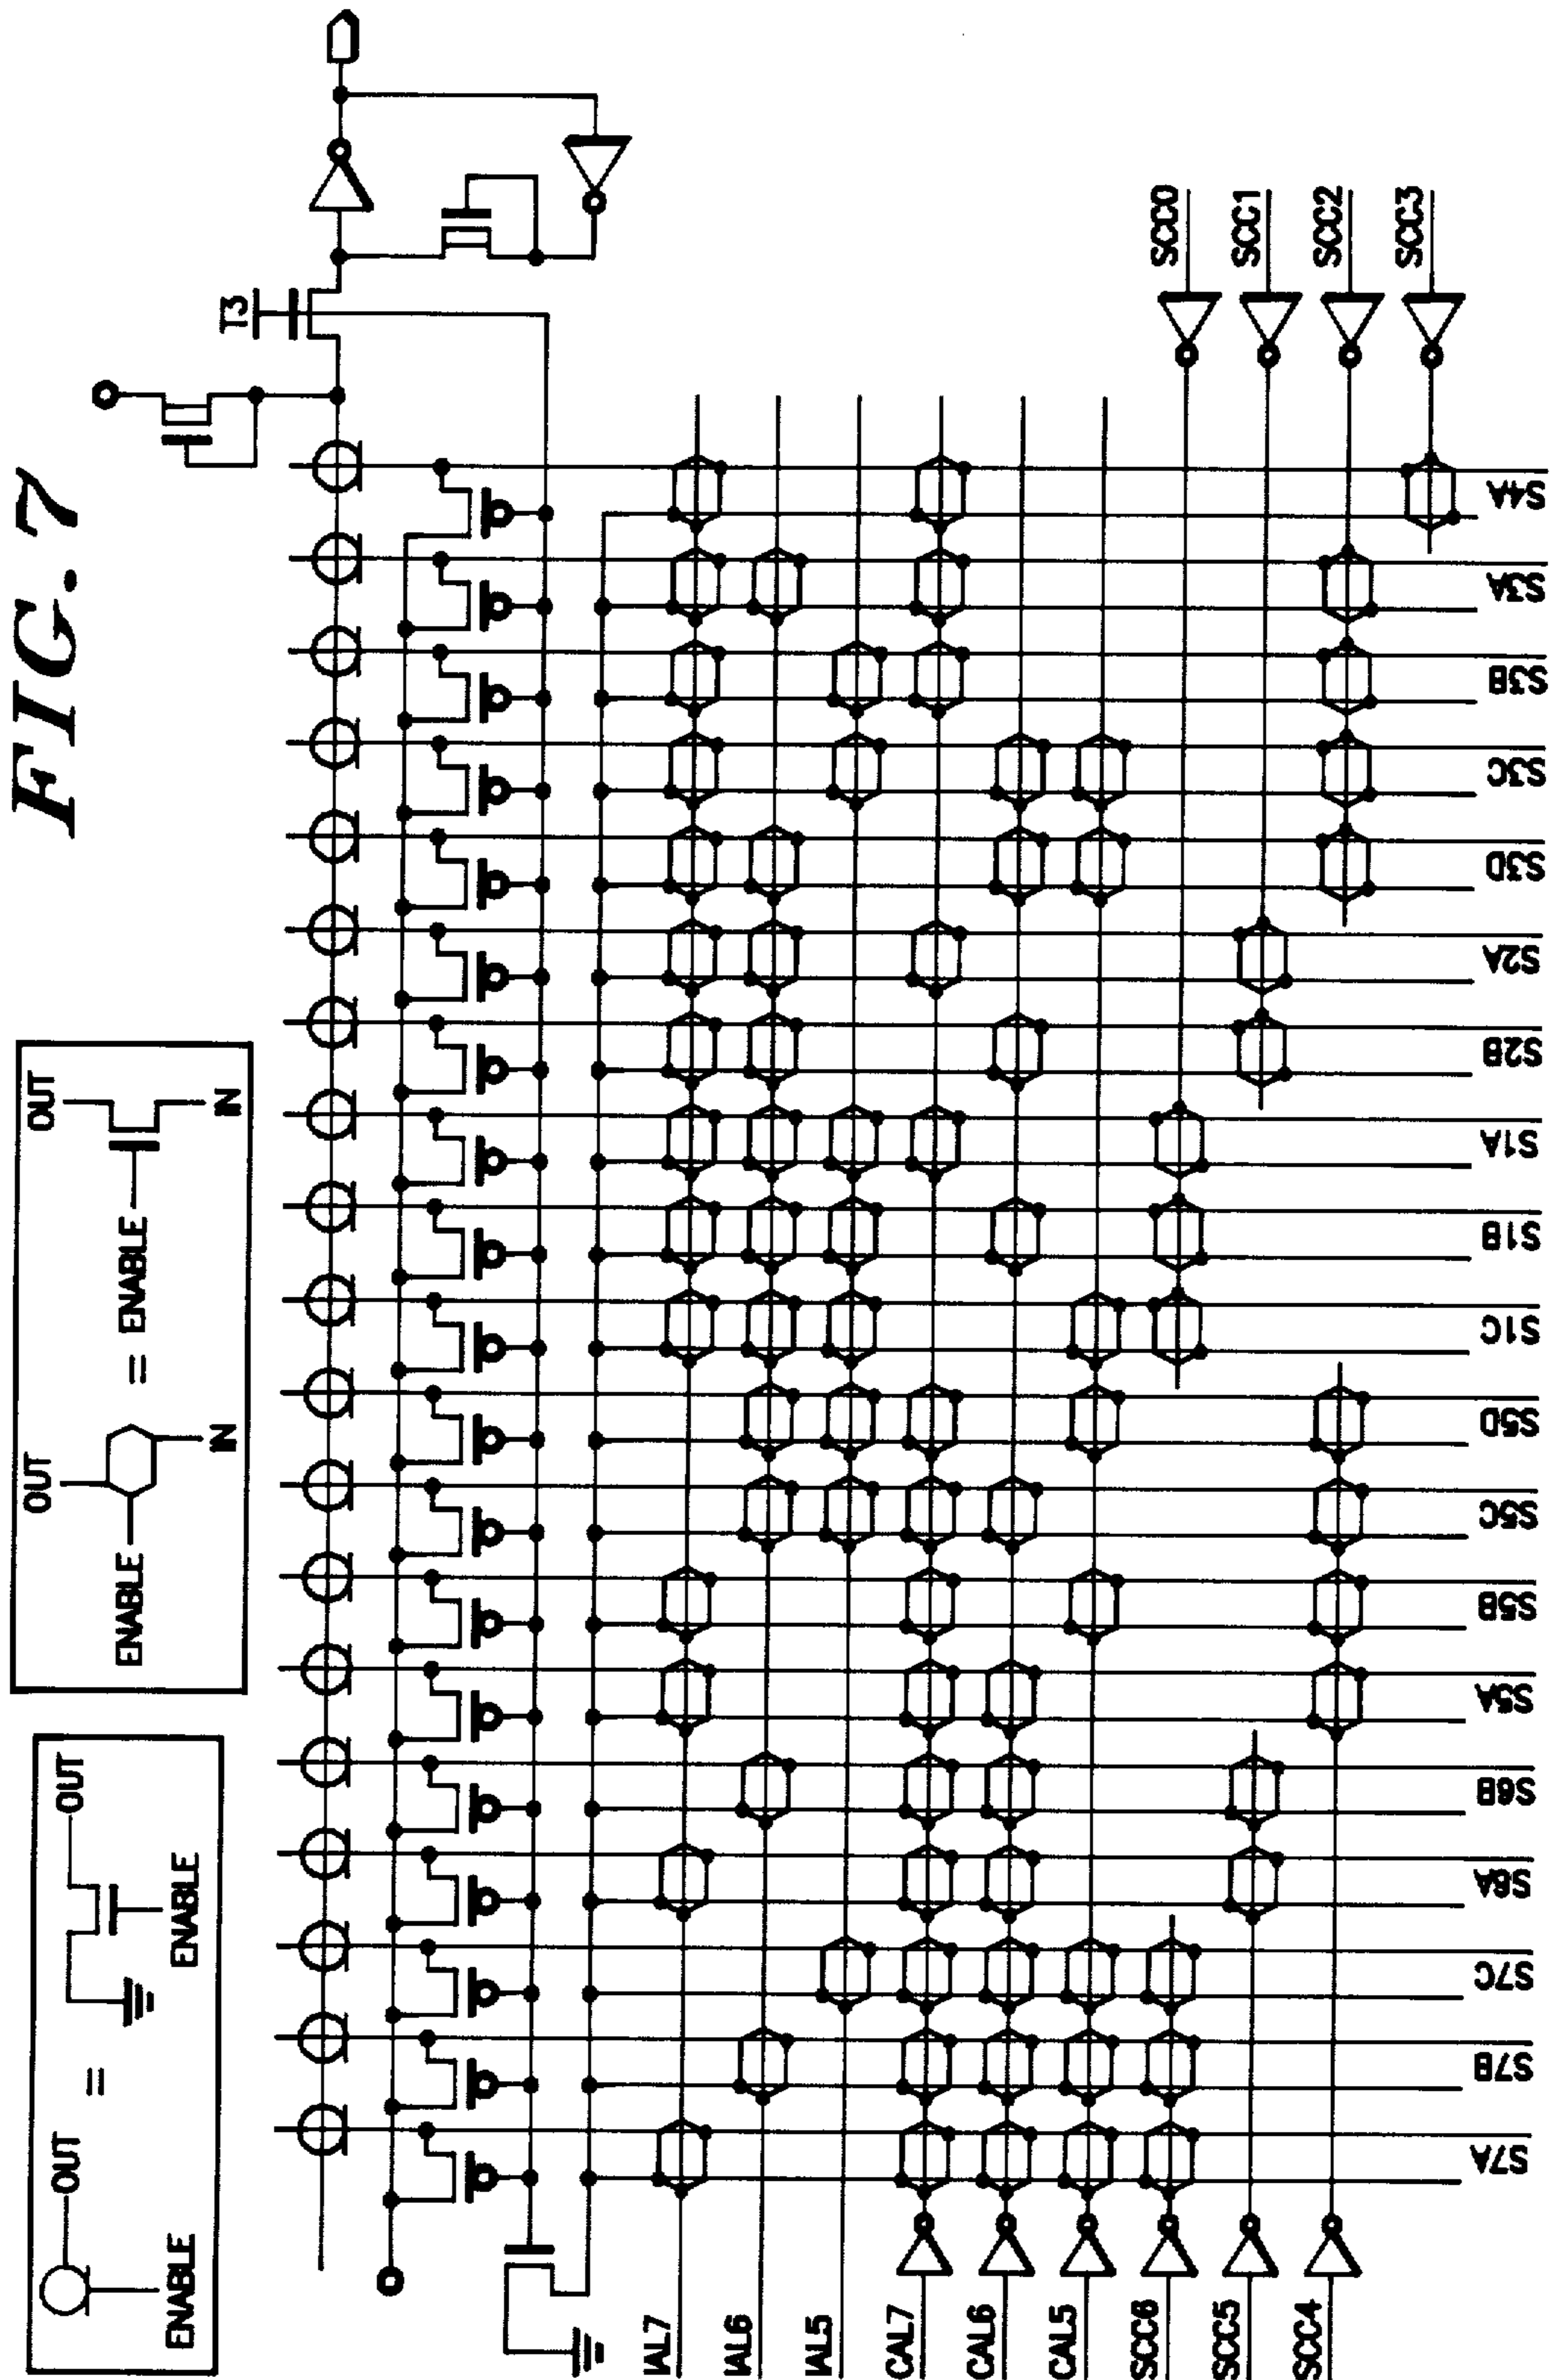 FIG. 7
OUT
ENABLE
=
OUT
ENABLE
OUT
ENABLE
IN
=
OUT
ENABLE
IN
T3
IAL7
IAL6
IAL5
CAL7
CAL6
CAL5
SCC6
SCC5
SCC4
SCC0
SCC1
SCC2
SCC3
S7A
S7B
S7C
S6A
S6B
S5A
S5B
S5C
S5D
S1C
S1B
S1A
S2B
S2A
S3D
S3C
S3B
S3A
S4A